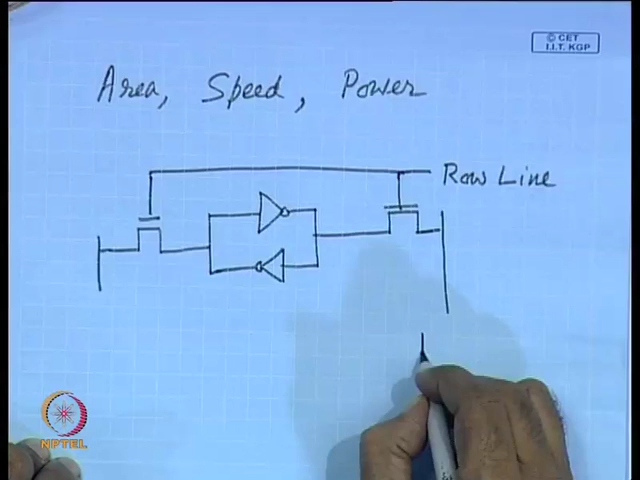 © CET
I.I.T. KGP
Area, Speed, Power
Row Line
NPTEL